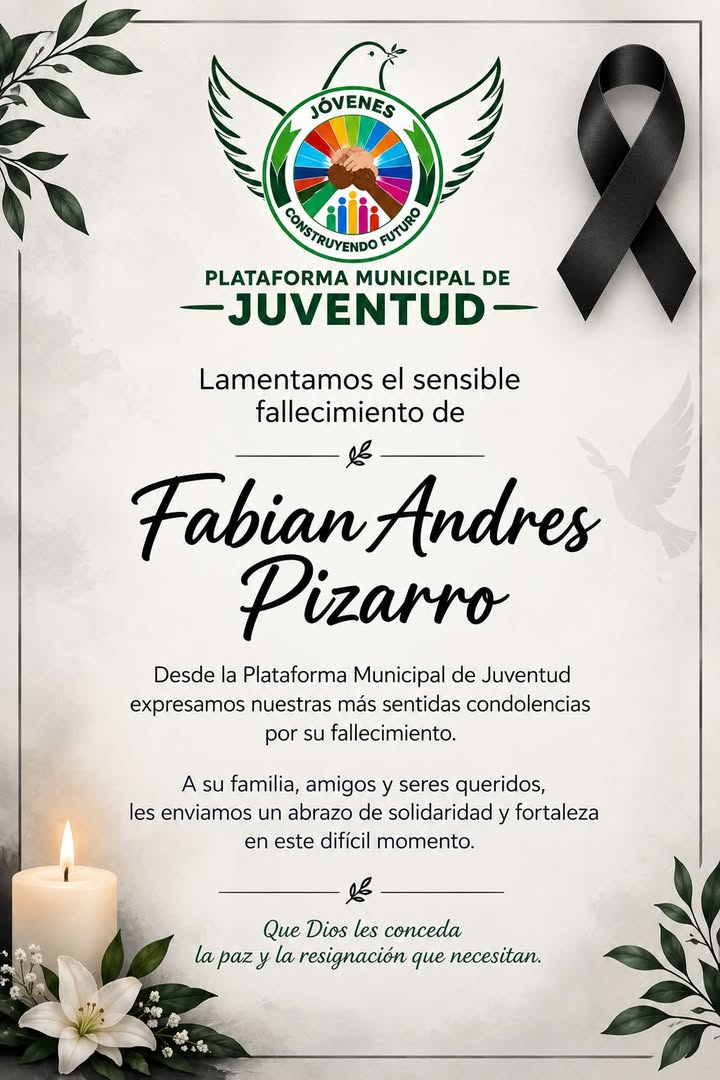 JÓVENES
CONSTRUYENDO FUTURO
PLATAFORMA MUNICIPAL DE
JUVENTUD
Lamentamos el sensible
fallecimiento de
Fabian Andres
Pizarro
Desde la Plataforma Municipal de Juventud
expresamos nuestras más sentidas condolencias
por su fallecimiento.
A su familia, amigos y seres queridos,
les enviamos un abrazo de solidaridad y fortaleza
en este difícil momento.
Que Dios les conceda
la paz y la resignación que necesitan.